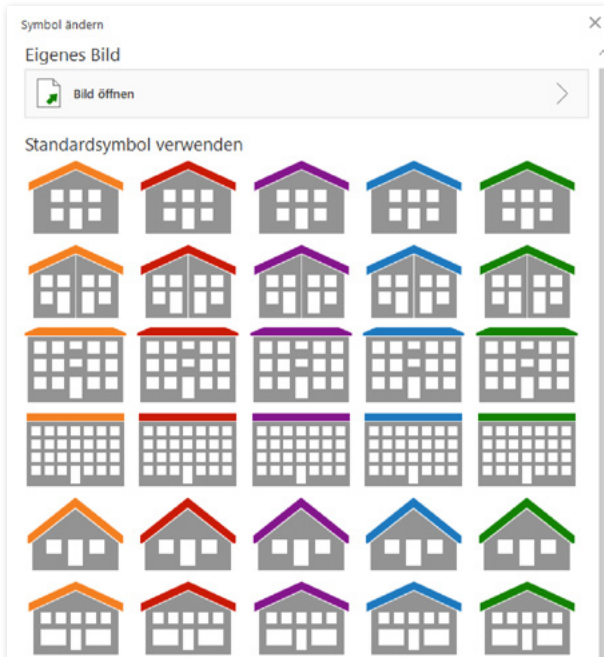 Symbol ändern
Eigenes Bild
Bild öffnen
Standardsymbol verwenden